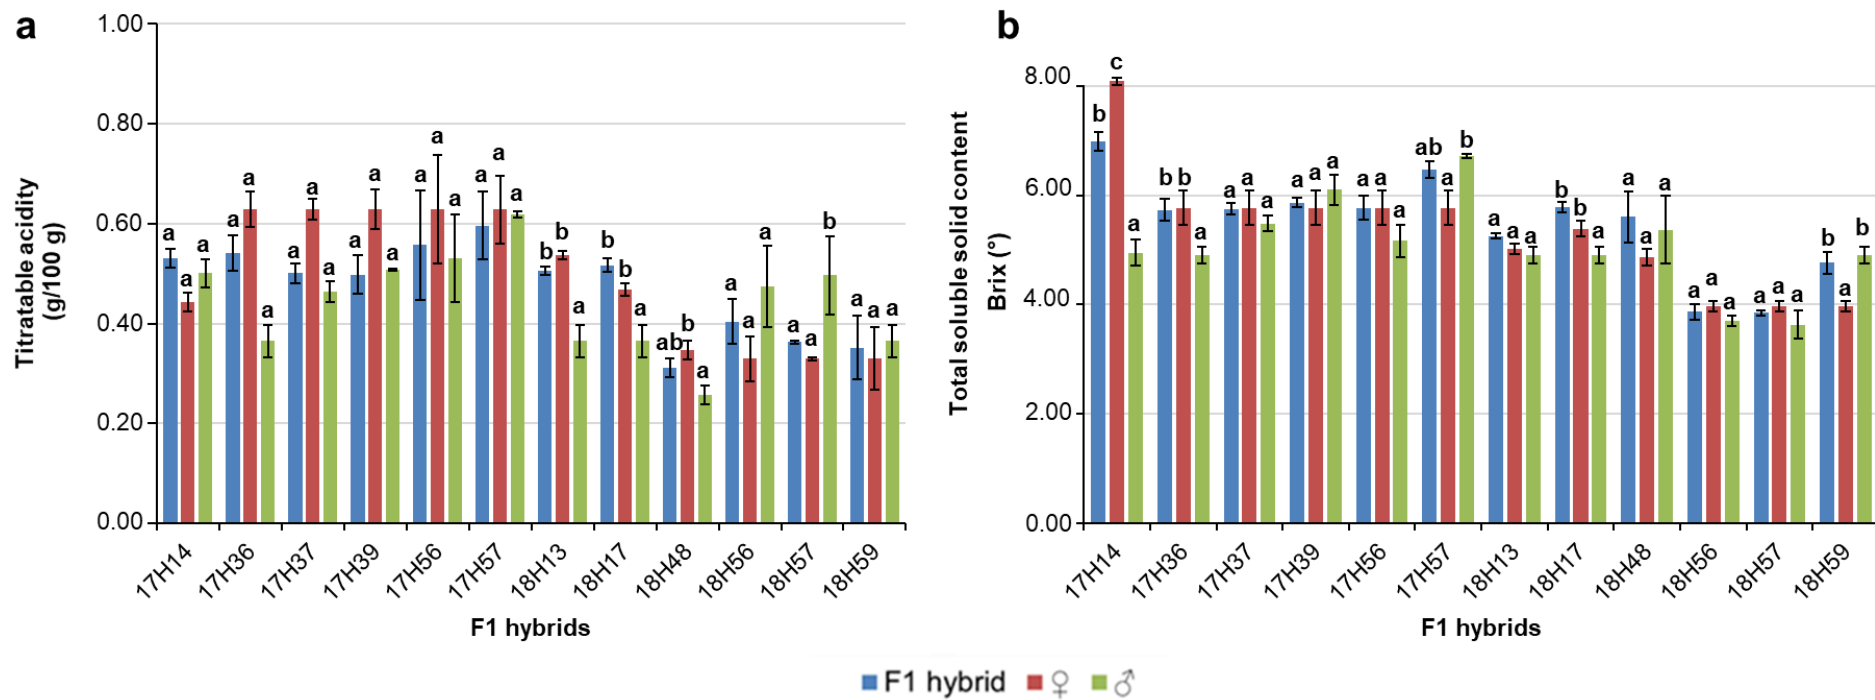 a
1.00
0.80
0.60
0.40
0.20
0.00
Titratable acidity
(g/100 g)
a a a
a a a
a a a
a a a
a a a
a a a
b b a
b b a
ab b a
a a a
a a b
a a a
17H14 17H36 17H37 17H39 17H56 17H57 18H13 18H17 18H48 18H56 18H57 18H59
F1 hybrids
b
8.00
6.00
4.00
2.00
0.00
Total soluble solid content
Brix (°)
b c a
b b a
a a a
a a a
a a a
ab a b
a a a
b b a
a a a
a a a
a a a
b a b
17H14 17H36 17H37 17H39 17H56 17H57 18H13 18H17 18H48 18H56 18H57 18H59
F1 hybrids
F1 hybrid ♀ ♂